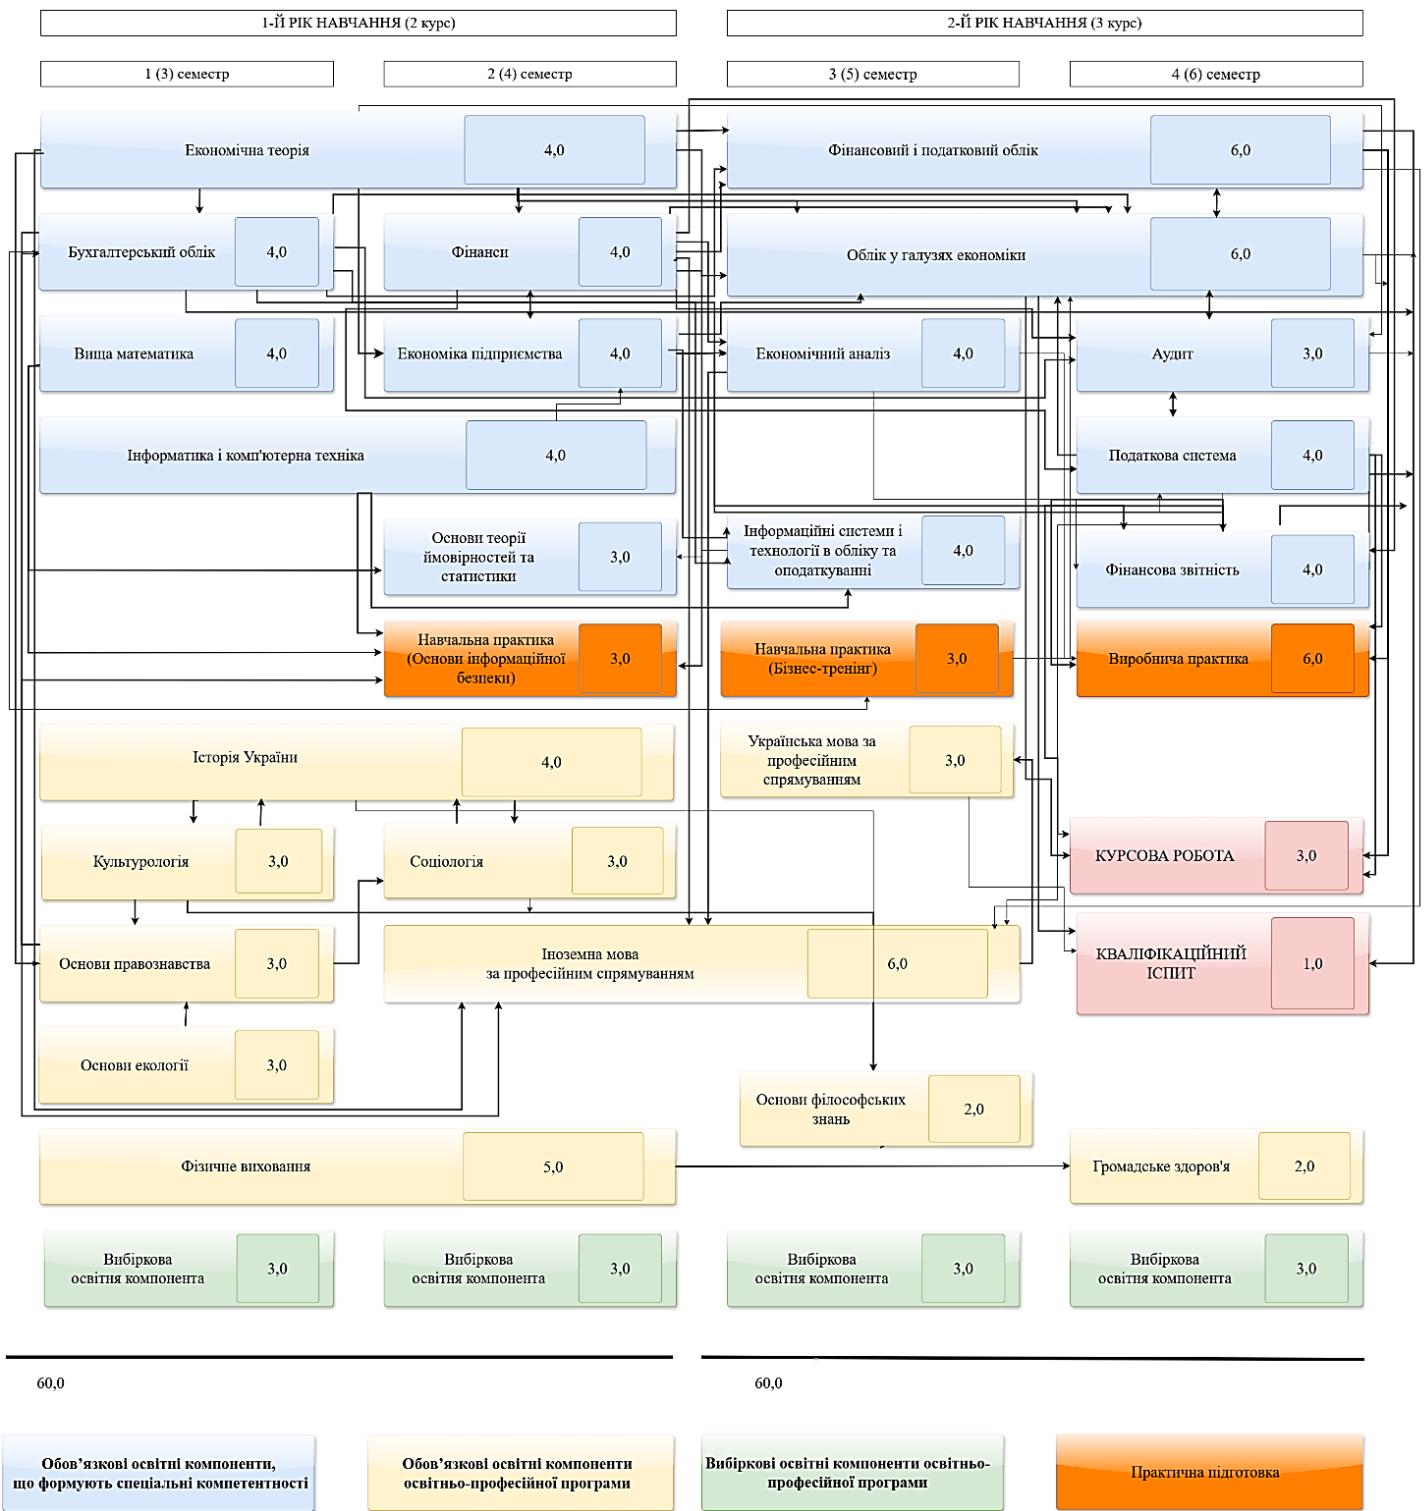 1-Й РІК НАВЧАННЯ (2 курс)
2-Й РІК НАВЧАННЯ (3 курс)
1 (3) семестр
2 (4) семестр
3 (5) семестр
4 (6) семестр
Економічна теорія
4,0
Фінансовий і податковий облік
6,0
Бухгалтерський облік
4,0
Фінанси
4,0
Облік у галузях економіки
6,0
Вища математика
4,0
Економіка підприємства
4,0
Економічний аналіз
4,0
Аудит
3,0
Інформатика і комп'ютерна техніка
4,0
Податкова система
4,0
Основи теорії
ймовірностей та
статистики
3,0
Інформаційні системи і
технології в обліку та
оподаткуванні
4,0
Фінансова звітність
4,0
Навчальна практика
(Основи інформаційної
безпеки)
3,0
Навчальна практика
(Бізнес-тренінг)
3,0
Виробнича практика
6,0
Історія України
4,0
Українська мова за
професійним
спрямуванням
3,0
Культурологія
3,0
Соціологія
3,0
КУРСОВА РОБОТА
3,0
Основи правознавства
3,0
Іноземна мова
за професійним спрямуванням
6,0
КВАЛІФІКАЦІЙНИЙ
ІСПИТ
1,0
Основи екології
3,0
Основи філософських
знань
2,0
Фізичне виховання
5,0
Громадське здоров'я
2,0
Вибіркова
освітня компонента
3,0
Вибіркова
освітня компонента
3,0
Вибіркова
освітня компонента
3,0
Вибіркова
освітня компонента
3,0
60,0
60,0
Обов’язкові освітні компоненти,
що формують спеціальні компетентності
Обов’язкові освітні компоненти
освітньо-професійної програми
Вибіркові освітні компоненти освітньо-
професійної програми
Практична підготовка